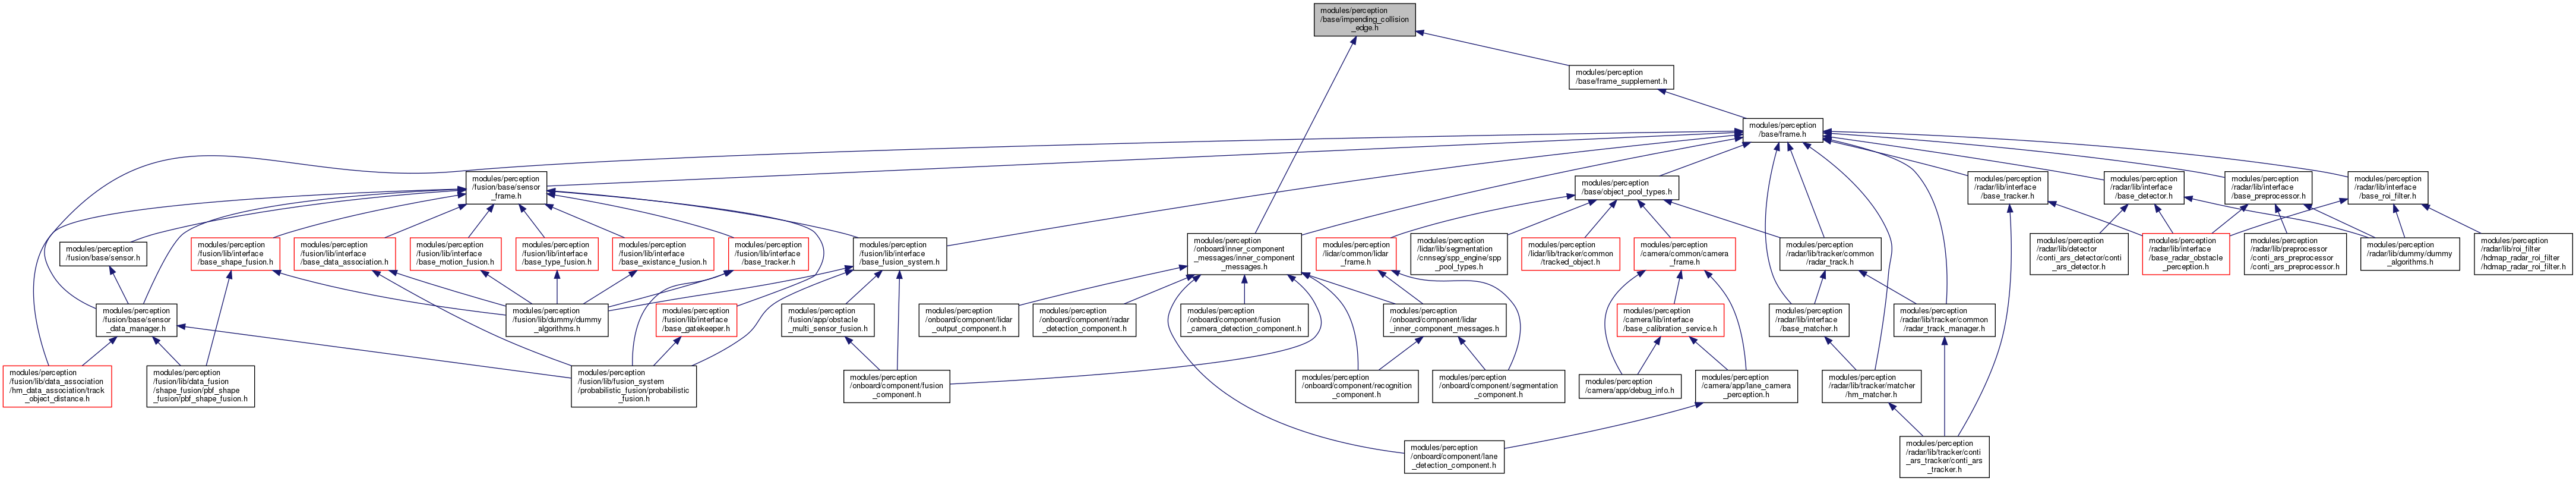 modules/perception
/base/impending_collision
_edge.h
modules/perception
/base/frame_supplement.h
modules/perception
/base/frame.h
modules/perception
/fusion/base/sensor
_frame.h
modules/perception
/base/object_pool_types.h
modules/perception
/radar/lib/interface
/base_tracker.h
modules/perception
/radar/lib/interface
/base_detector.h
modules/perception
/radar/lib/interface
/base_preprocessor.h
modules/perception
/radar/lib/interface
/base_roi_filter.h
modules/perception
/fusion/base/sensor.h
modules/perception
/fusion/lib/interface
/base_shape_fusion.h
modules/perception
/fusion/lib/interface
/base_data_association.h
modules/perception
/fusion/lib/interface
/base_motion_fusion.h
modules/perception
/fusion/lib/interface
/base_type_fusion.h
modules/perception
/fusion/lib/interface
/base_existance_fusion.h
modules/perception
/fusion/lib/interface
/base_tracker.h
modules/perception
/fusion/lib/interface
/base_fusion_system.h
modules/perception
/onboard/inner_component
_messages/inner_component
_messages.h
modules/perception
/lidar/common/lidar
_frame.h
modules/perception
/lidar/lib/segmentation
/cnnseg/spp_engine/spp
_pool_types.h
modules/perception
/lidar/lib/tracker/common
/tracked_object.h
modules/perception
/camera/common/camera
_frame.h
modules/perception
/radar/lib/tracker/common
/radar_track.h
modules/perception
/radar/lib/detector
/conti_ars_detector/conti
_ars_detector.h
modules/perception
/radar/lib/interface
/base_radar_obstacle
_perception.h
modules/perception
/radar/lib/preprocessor
/conti_ars_preprocessor
/conti_ars_preprocessor.h
modules/perception
/radar/lib/dummy/dummy
_algorithms.h
modules/perception
/radar/lib/roi_filter
/hdmap_radar_roi_filter
/hdmap_radar_roi_filter.h
modules/perception
/fusion/base/sensor
_data_manager.h
modules/perception
/fusion/lib/dummy/dummy
_algorithms.h
modules/perception
/fusion/lib/interface
/base_gatekeeper.h
modules/perception
/fusion/app/obstacle
_multi_sensor_fusion.h
modules/perception
/onboard/component/lidar
_output_component.h
modules/perception
/onboard/component/radar
_detection_component.h
modules/perception
/onboard/component/fusion
_camera_detection_component.h
modules/perception
/onboard/component/lidar
_inner_component_messages.h
modules/perception
/camera/lib/interface
/base_calibration_service.h
modules/perception
/radar/lib/interface
/base_matcher.h
modules/perception
/radar/lib/tracker/common
/radar_track_manager.h
modules/perception
/fusion/lib/data_association
/hm_data_association/track
_object_distance.h
modules/perception
/fusion/lib/data_fusion
/shape_fusion/pbf_shape
_fusion/pbf_shape_fusion.h
modules/perception
/fusion/lib/fusion_system
/probabilistic_fusion/probabilistic
_fusion.h
modules/perception
/onboard/component/fusion
_component.h
modules/perception
/onboard/component/recognition
_component.h
modules/perception
/onboard/component/segmentation
_component.h
modules/perception
/camera/app/debug_info.h
modules/perception
/camera/app/lane_camera
_perception.h
modules/perception
/radar/lib/tracker/matcher
/hm_matcher.h
modules/perception
/onboard/component/lane
_detection_component.h
modules/perception
/radar/lib/tracker/conti
_ars_tracker/conti_ars
_tracker.h